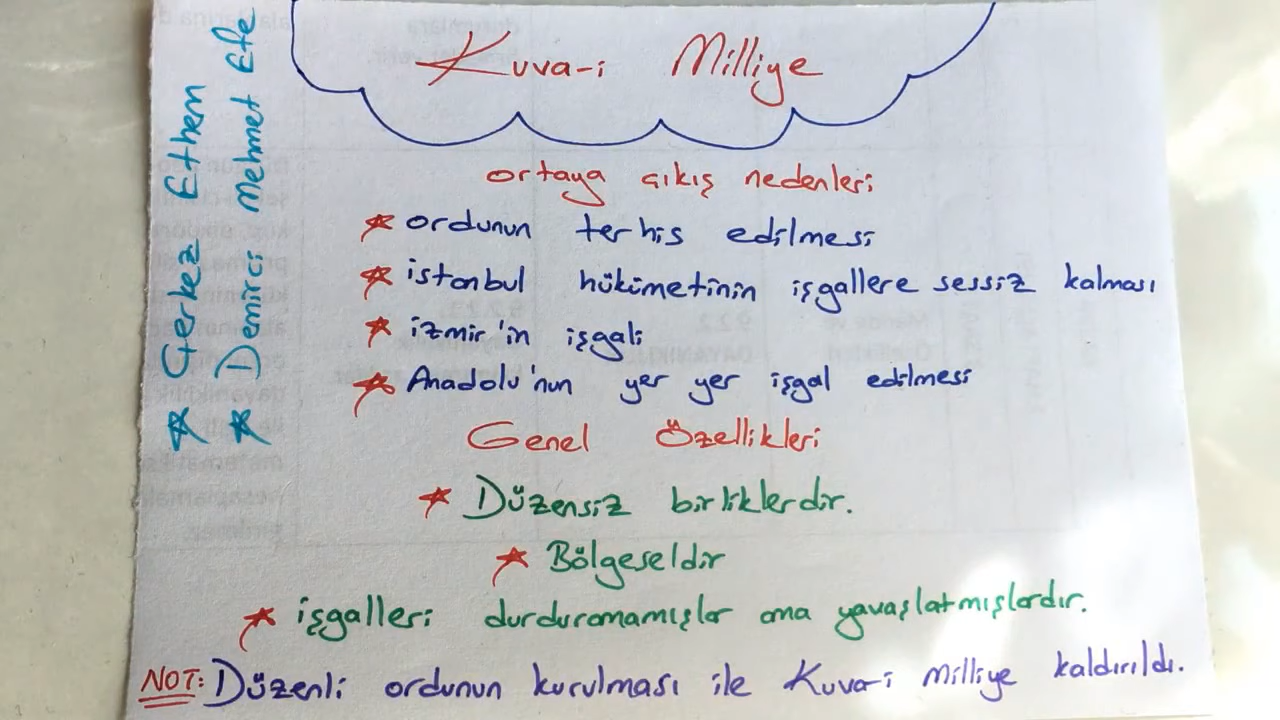 Kuva-i Milliye
ortaya çıkış nedenleri
* ordunun terhis edilmesi
* istanbul hükümetinin işgallere sessiz kalması
* izmir'in işgali
* Anadolu'nun yer yer işgal edilmesi
Genel Özellikleri
* Düzensiz birliklerdir.
* Bölgeseldir
* işgalleri durduramamışlar ama yavaşlatmışlardır.
NOT: Düzenli ordunun kurulması ile Kuva-i Milliye kaldırıldı.
* Çerkez Ethem
* Demirci Mehmet Efe